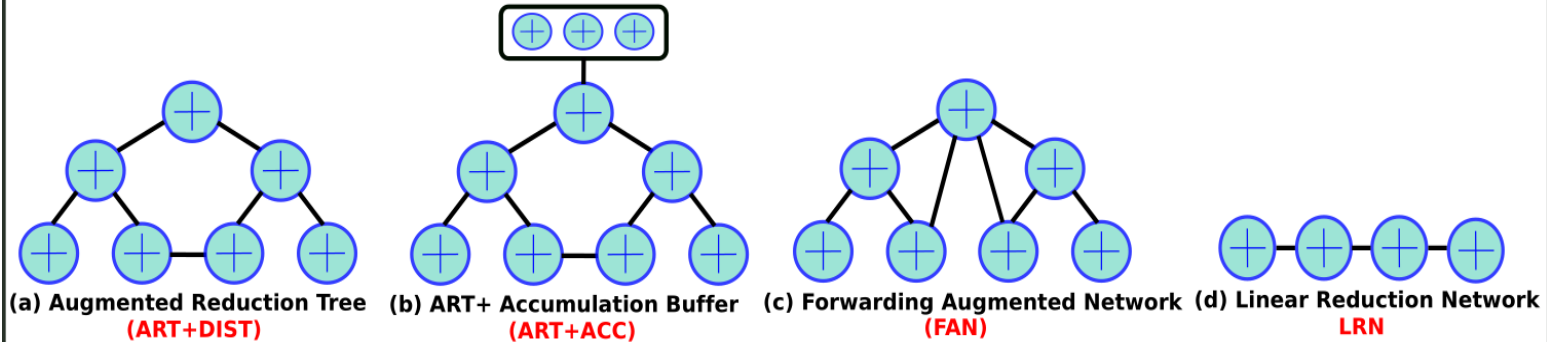 (a) Augmented Reduction Tree
(ART+DIST)
(b) ART+ Accumulation Buffer
(ART+ACC)
(c) Forwarding Augmented Network
(FAN)
(d) Linear Reduction Network
LRN